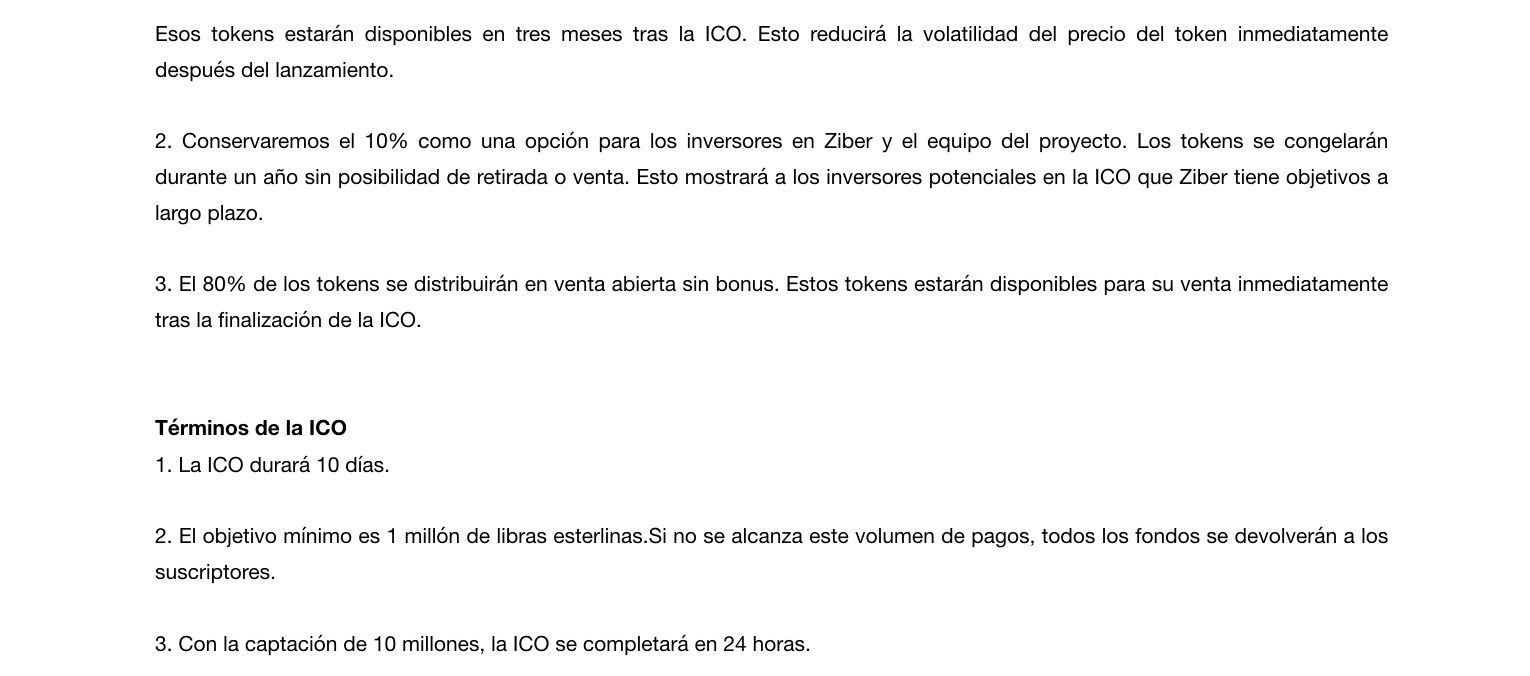 Esos tokens estarán disponibles en tres meses tras la ICO. Esto reducirá la volatilidad del precio del token inmediatamente
después del lanzamiento.
2. Conservaremos el 10% como una opción para los inversores en Ziber y el equipo del proyecto. Los tokens se congelarán
durante un año sin posibilidad de retirada o venta. Esto mostrará a los inversores potenciales en la ICO que Ziber tiene objetivos a
largo plazo.
3. El 80% de los tokens se distribuirán en venta abierta sin bonus. Estos tokens estarán disponibles para su venta inmediatamente
tras la finalización de la ICO.
Términos de la ICO
1. La ICO durará 10 días.
2. El objetivo mínimo es 1 millón de libras esterlinas.Si no se alcanza este volumen de pagos, todos los fondos se devolverán a los
suscriptores.
3. Con la captación de 10 millones, la ICO se completará en 24 horas.